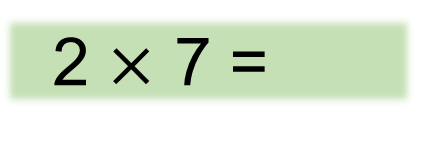 2 × 7 =